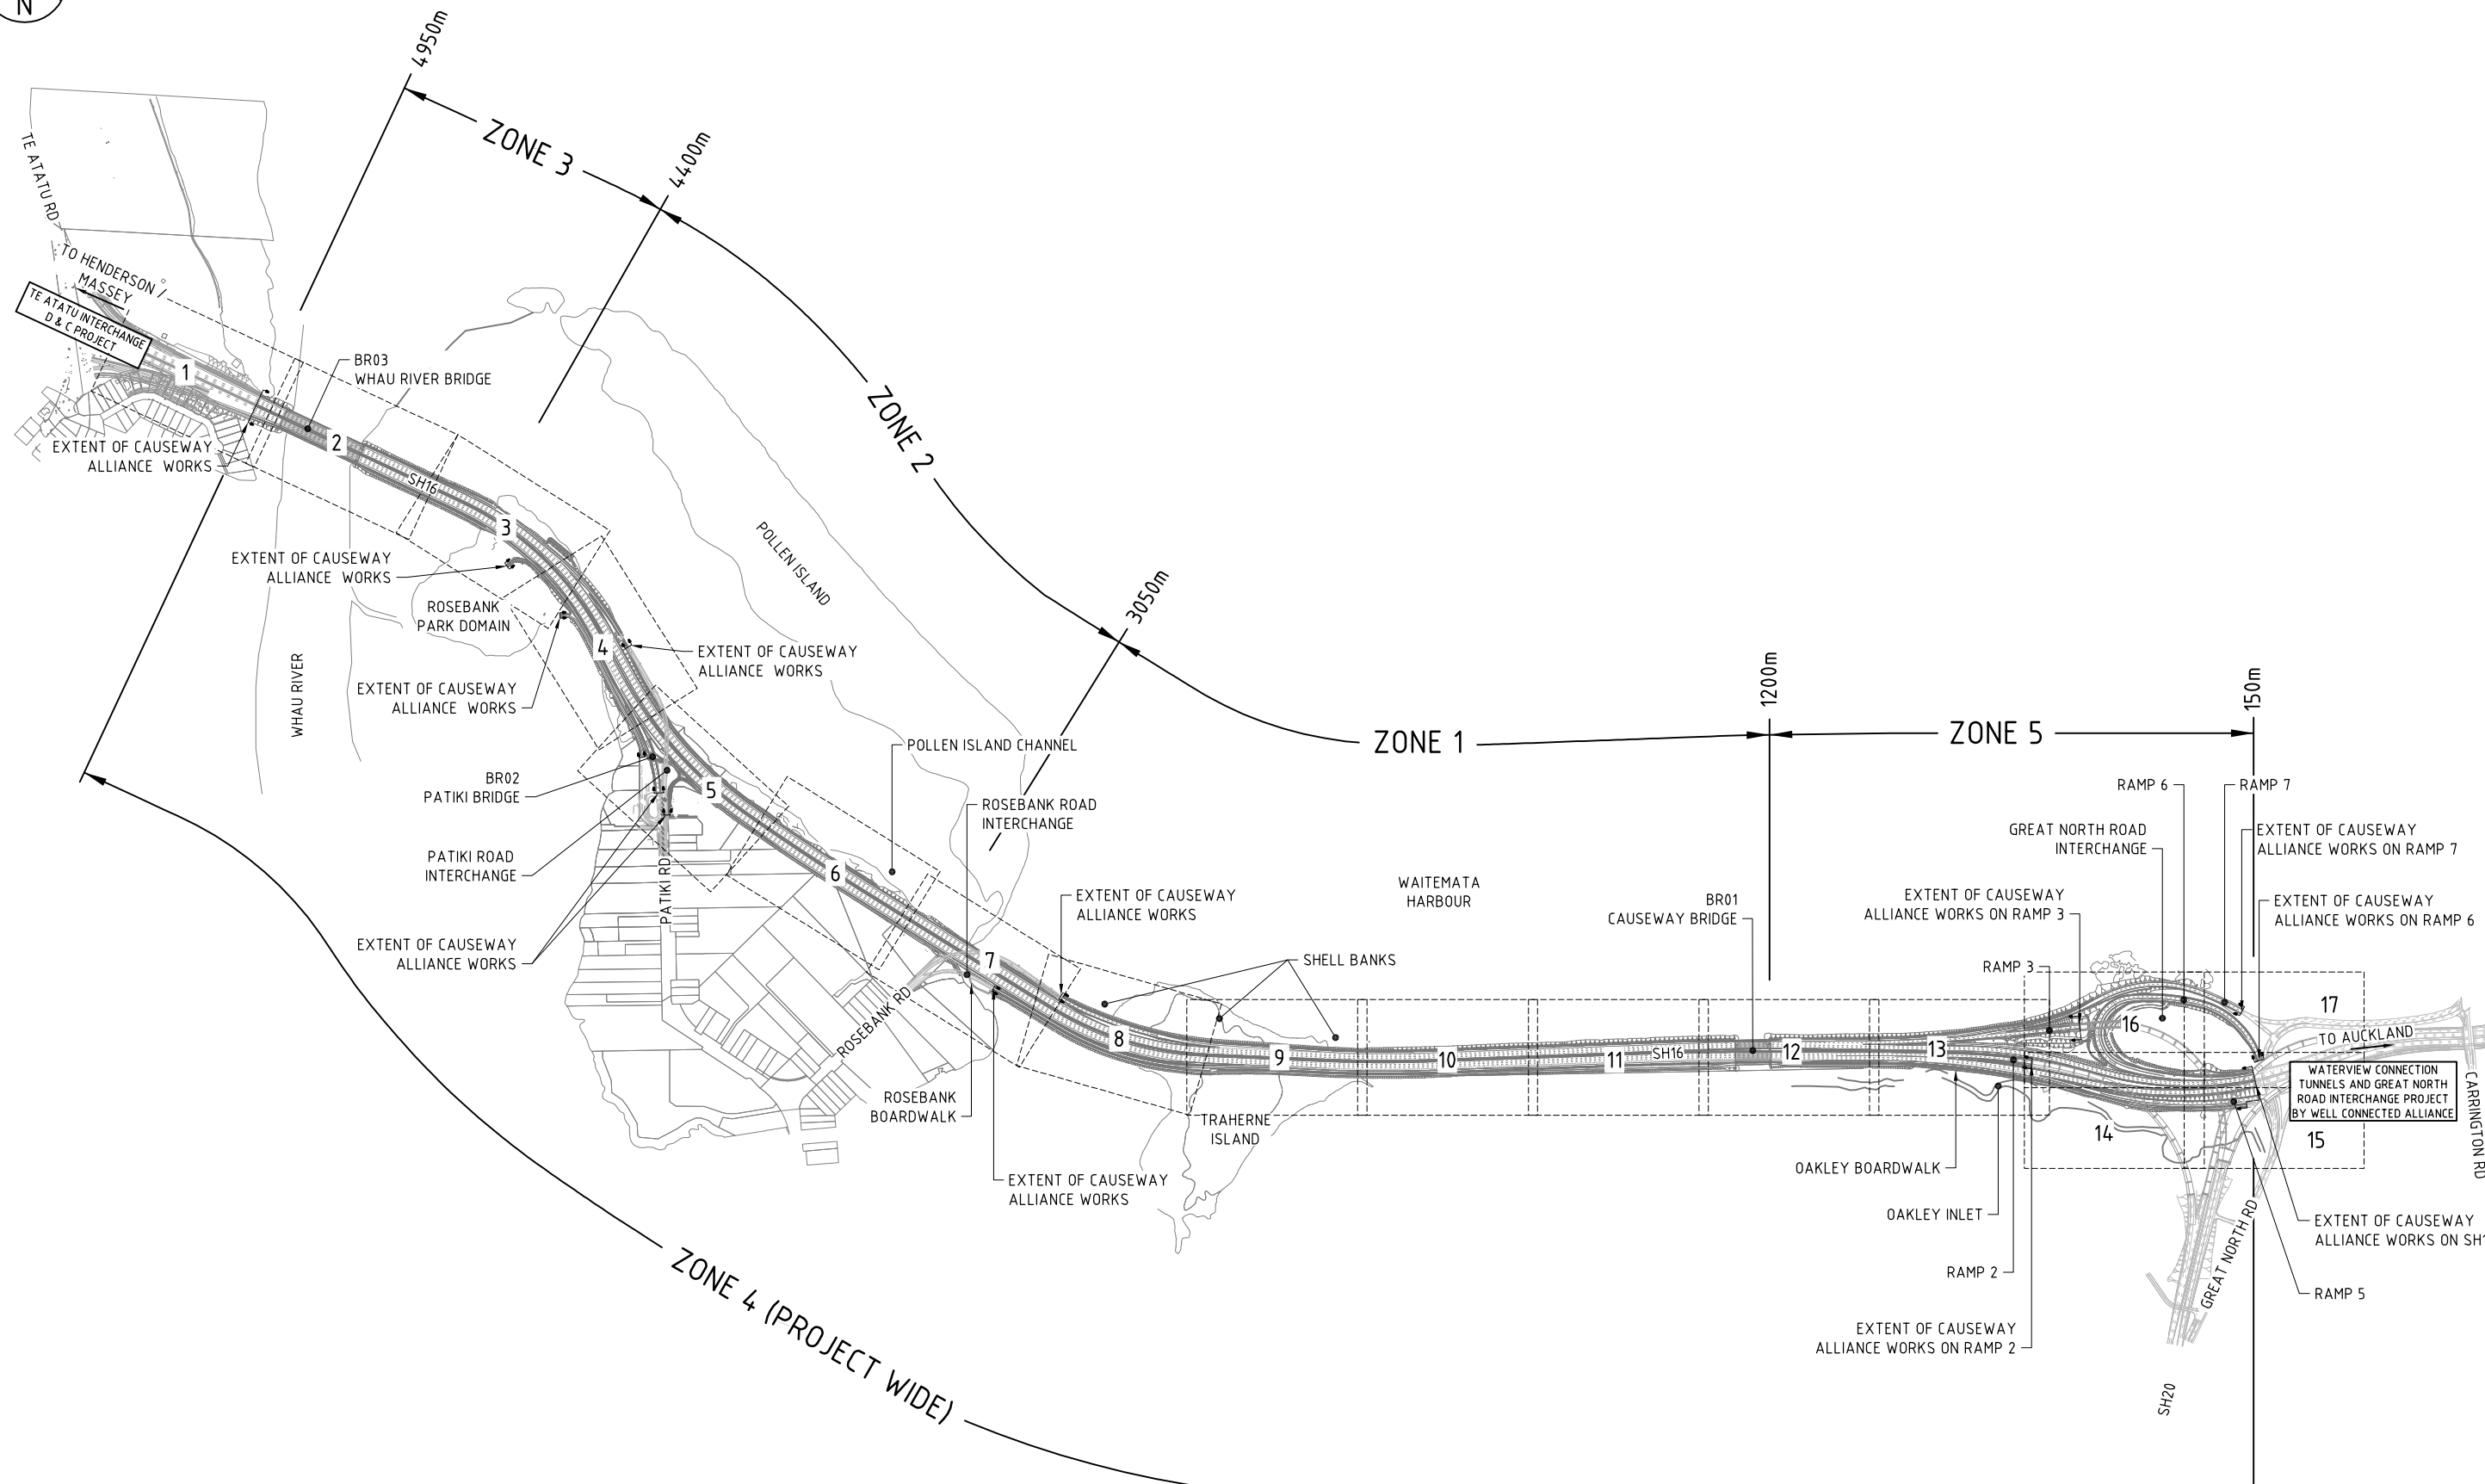 N
4950m
ZONE 3
4400m
TE ATATU RD
TO HENDERSON /
MASSEY
TE ATATU INTERCHANGE
D & C PROJECT
1
BR03
WHAU RIVER BRIDGE
2
EXTENT OF CAUSEWAY
ALLIANCE WORKS
SH16
ZONE 2
3
EXTENT OF CAUSEWAY
ALLIANCE WORKS
POLLEN ISLAND
ROSEBANK
PARK DOMAIN
3050m
4
EXTENT OF CAUSEWAY
ALLIANCE WORKS
WHAU RIVER
EXTENT OF CAUSEWAY
ALLIANCE WORKS
1200m
150m
ZONE 1
ZONE 5
POLLEN ISLAND CHANNEL
BR02
PATIKI BRIDGE
5
RAMP 6
RAMP 7
ROSEBANK ROAD
INTERCHANGE
GREAT NORTH ROAD
INTERCHANGE
EXTENT OF CAUSEWAY
ALLIANCE WORKS ON RAMP 7
PATIKI ROAD
INTERCHANGE
6
PATIKI RD
WAITEMATA
HARBOUR
EXTENT OF CAUSEWAY
ALLIANCE WORKS
BR01
CAUSEWAY BRIDGE
EXTENT OF CAUSEWAY
ALLIANCE WORKS ON RAMP 3
EXTENT OF CAUSEWAY
ALLIANCE WORKS ON RAMP 6
EXTENT OF CAUSEWAY
ALLIANCE WORKS
7
SHELL BANKS
RAMP 3
ROSEBANK RD
8
9
10
11
SH16
12
13
16
17
TO AUCKLAND
WATERVIEW CONNECTION
TUNNELS AND GREAT NORTH
ROAD INTERCHANGE PROJECT
BY WELL CONNECTED ALLIANCE
CARRINGTON RD
ROSEBANK
BOARDWALK
TRAHERNE
ISLAND
14
15
OAKLEY BOARDWALK
EXTENT OF CAUSEWAY
ALLIANCE WORKS
OAKLEY INLET
EXTENT OF CAUSEWAY
ALLIANCE WORKS ON SH1
GREAT NORTH RD
RAMP 2
RAMP 5
EXTENT OF CAUSEWAY
ALLIANCE WORKS ON RAMP 2
SH20
ZONE 4 (PROJECT WIDE)